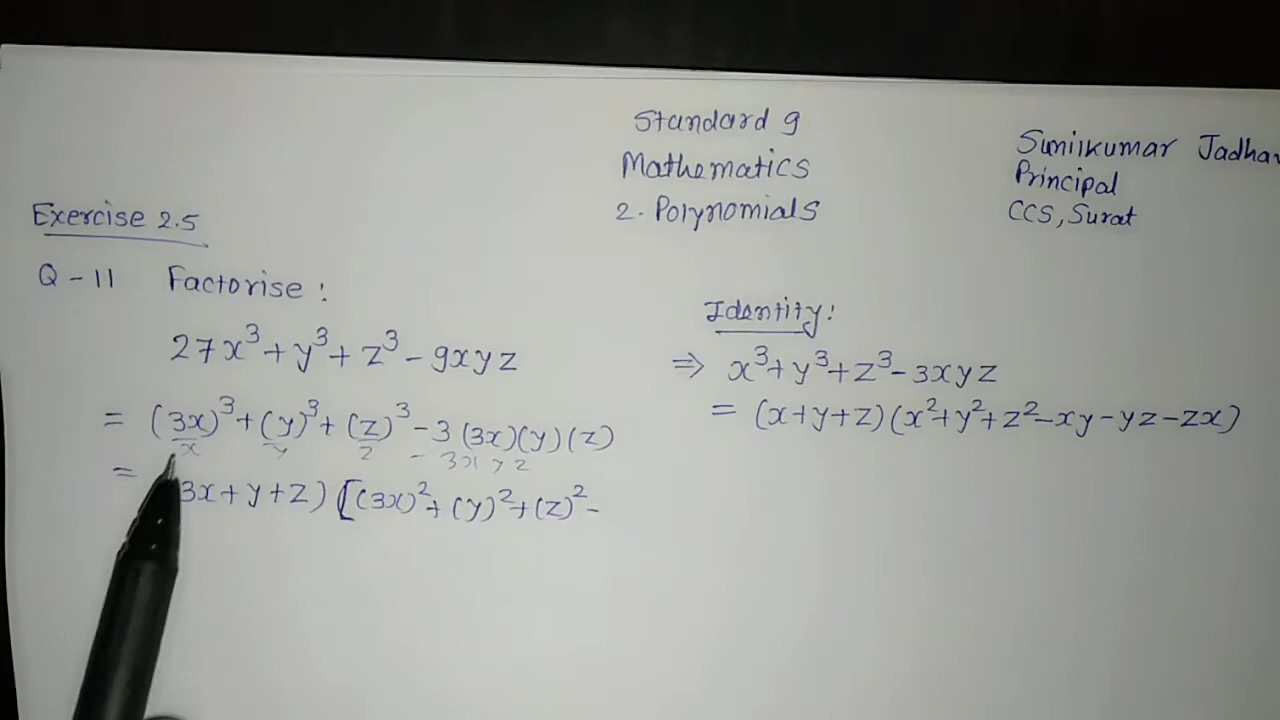 Standard 9
Mathematics
2. Polynomials
Sunilkumar Jadhav
Principal
CCS, Surat
Exercise 2.5
Q - 11 Factorise :
27x³ + y³ + z³ - 9xyz
= (3x)³ + (y)³ + (z)³ - 3 (3x)(y)(z)
x y z - 3x y z
= (3x + y + z) [(3x)² + (y)² + (z)² -
Identity:
⇒ x³ + y³ + z³ - 3xyz
= (x + y + z)(x² + y² + z² - xy - yz - zx)